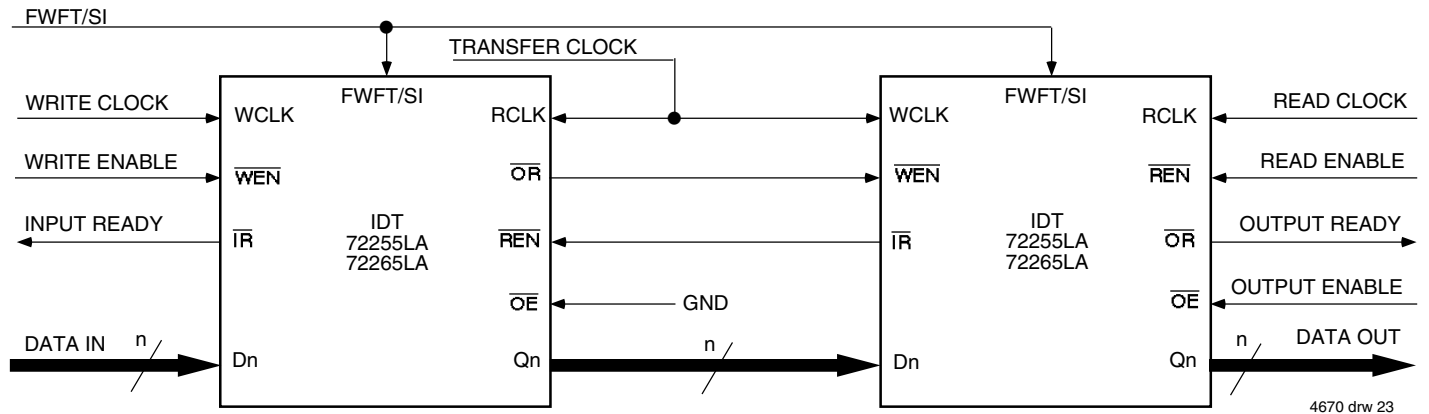 FWFT/SI
TRANSFER CLOCK
FWFT/SI
FWFT/SI
WRITE CLOCK
WCLK
RCLK
WCLK
RCLK
READ CLOCK
WRITE ENABLE
WEN
OR
WEN
REN
READ ENABLE
INPUT READY
IR
IDT
72255LA
72265LA
REN
IR
IDT
72255LA
72265LA
OR
OUTPUT READY
OE
GND
OE
OUTPUT ENABLE
DATA IN
n
Dn
Qn
n
Dn
Qn
n
DATA OUT
4670 drw 23